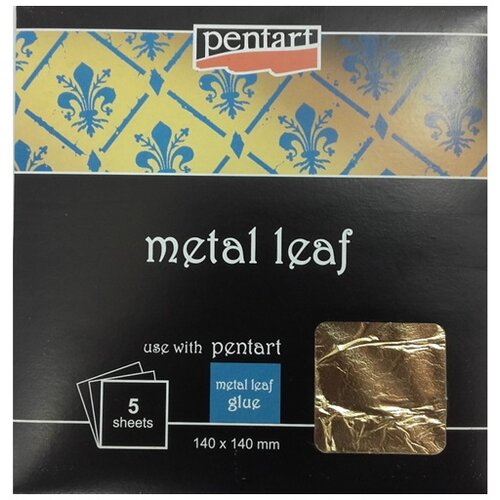 pentart
metal leaf
use with pentart
metal leaf
glue
5
sheets
140 x 140 mm